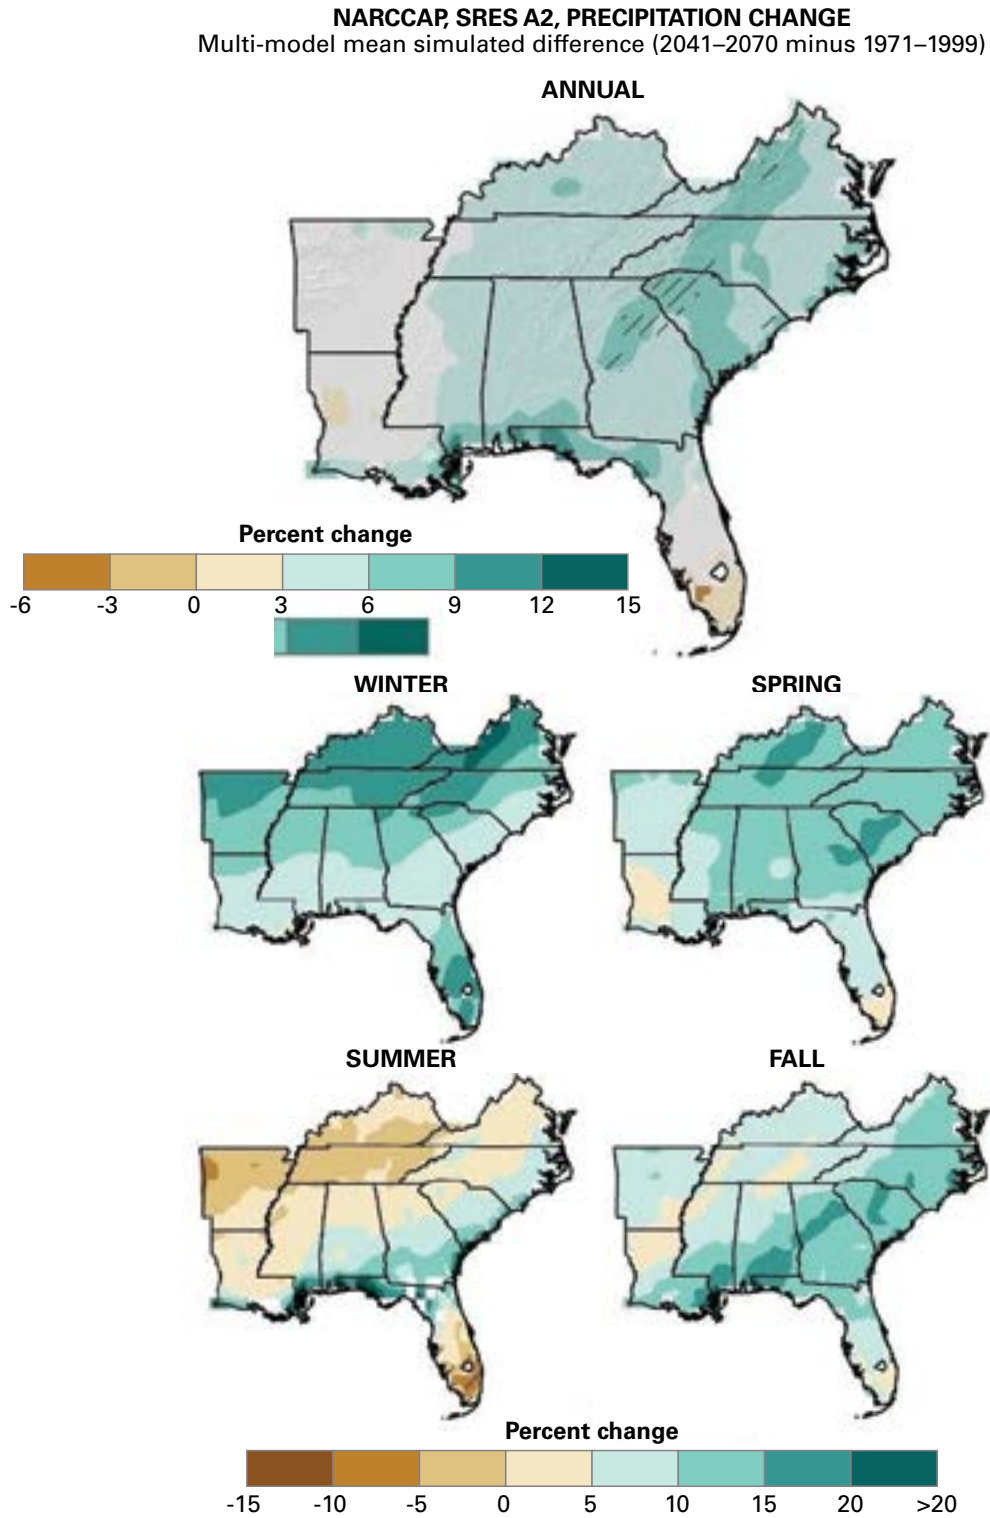 NARCCAP, SRES A2, PRECIPITATION CHANGE
Multi-model mean simulated difference (2041–2070 minus 1971–1999)
ANNUAL
Percent change
-6 -3 0 3 6 9 12 15
WINTER SPRING
SUMMER FALL
Percent change
-15 -10 -5 0 5 10 15 20 >20